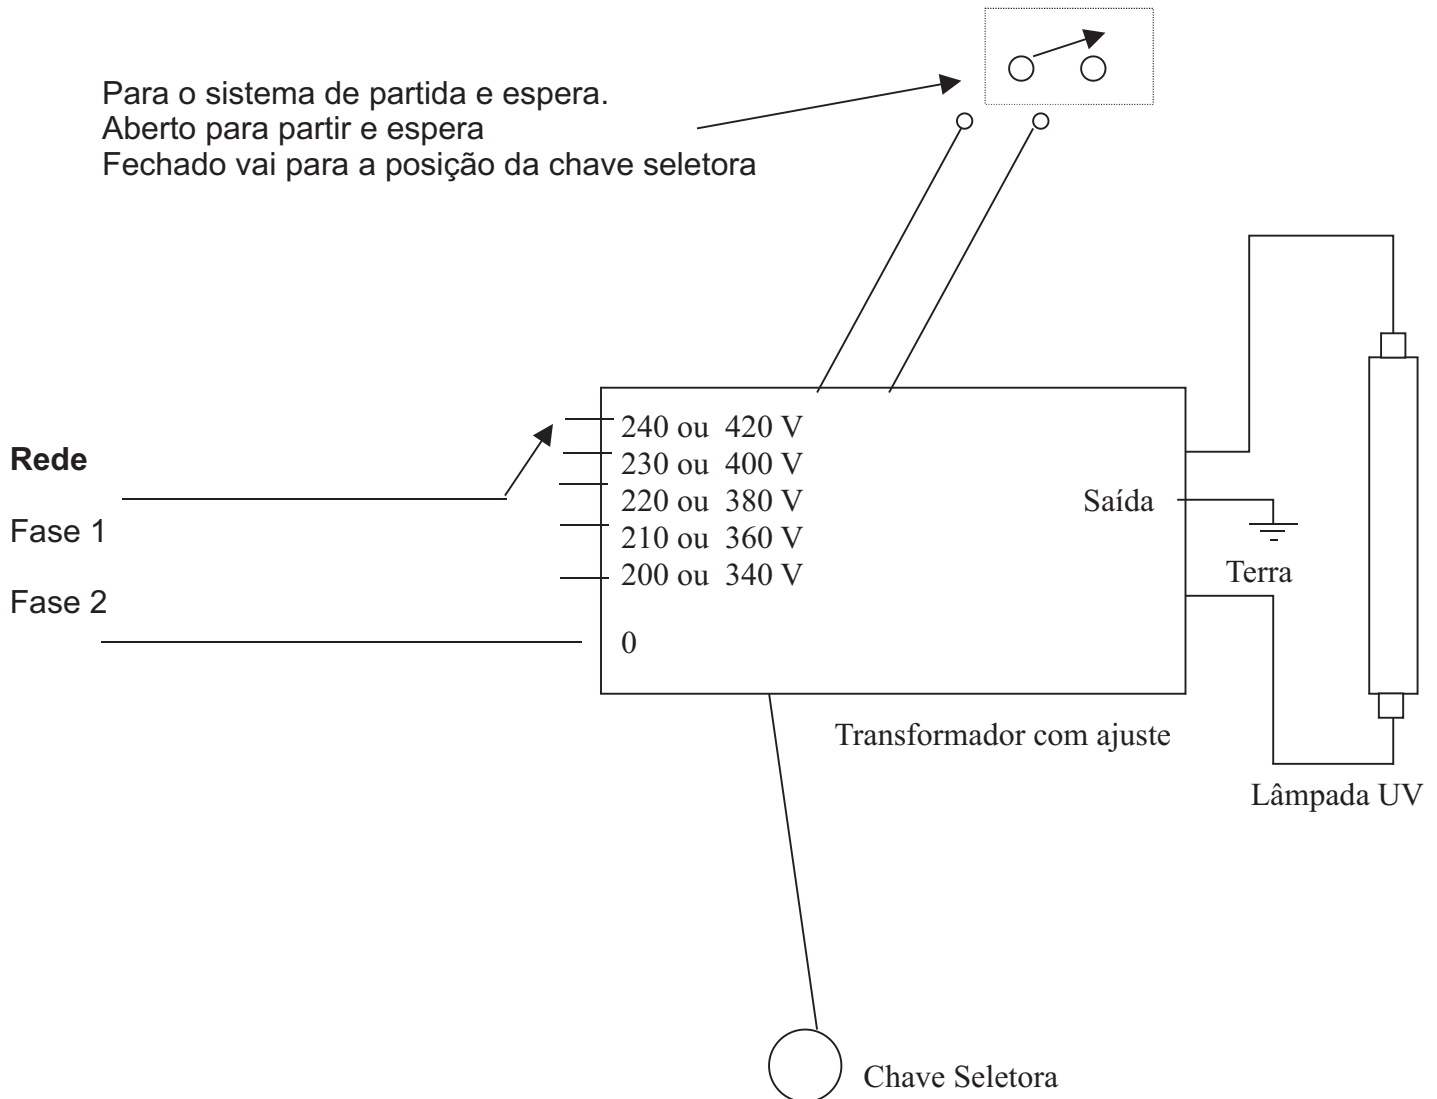 Para o sistema de partida e espera.
Aberto para partir e espera
Fechado vai para a posição da chave seletora
Rede
Fase 1
Fase 2
240 ou 420 V
230 ou 400 V
220 ou 380 V
210 ou 360 V
200 ou 340 V
0
Saída
Terra
Transformador com ajuste
Lâmpada UV
Chave Seletora